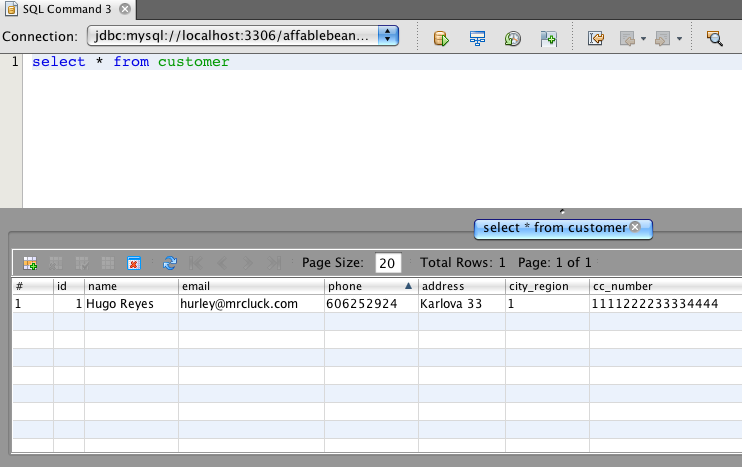 SQL Command 3
Connection: jdbc:mysql://localhost:3306/affablebean...
1 select * from customer
select * from customer
Page Size: 20 Total Rows: 1 Page: 1 of 1
# id name email phone address city_region cc_number
1 1 Hugo Reyes hurley@mrcluck.com 606252924 Karlova 33 1 1111222233334444